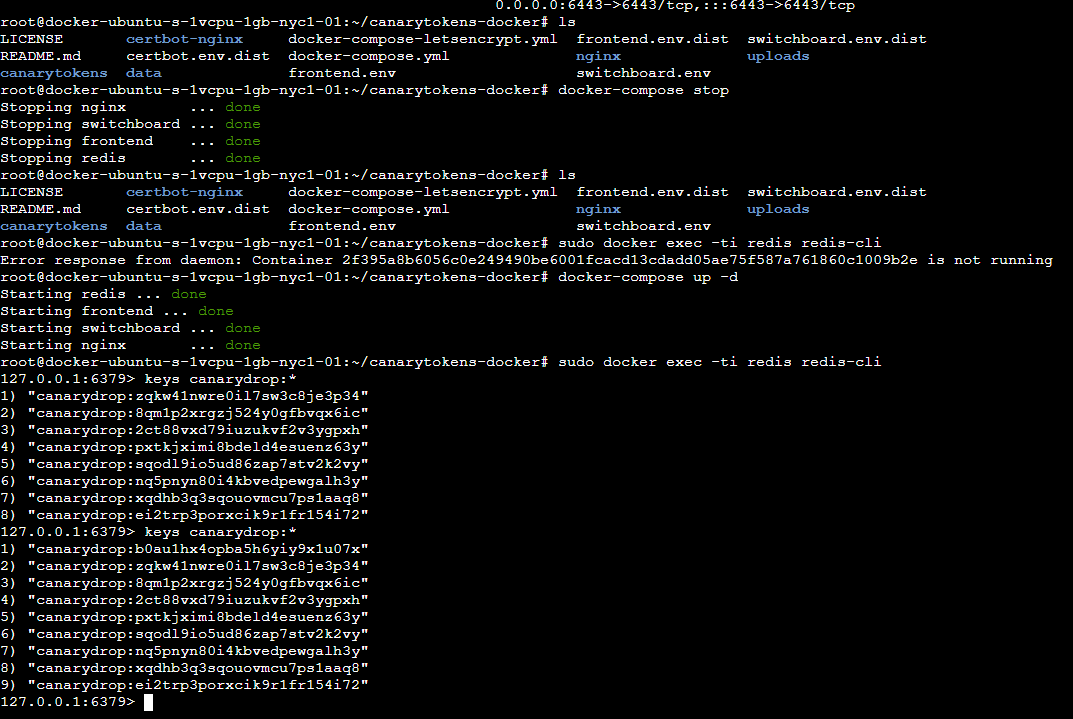 0.0.0.0:6443->6443/tcp,:::6443->6443/tcp
root@docker-ubuntu-s-1vcpu-1gb-nyc1-01:~/canarytokens-docker# ls
LICENSE certbot-nginx docker-compose-letsencrypt.yml frontend.env.dist switchboard.env.dist
README.md certbot.env.dist docker-compose.yml nginx uploads
canarytokens data frontend.env switchboard.env
root@docker-ubuntu-s-1vcpu-1gb-nyc1-01:~/canarytokens-docker# docker-compose stop
Stopping nginx ... done
Stopping switchboard ... done
Stopping frontend ... done
Stopping redis ... done
root@docker-ubuntu-s-1vcpu-1gb-nyc1-01:~/canarytokens-docker# ls
LICENSE certbot-nginx docker-compose-letsencrypt.yml frontend.env.dist switchboard.env.dist
README.md certbot.env.dist docker-compose.yml nginx uploads
canarytokens data frontend.env switchboard.env
root@docker-ubuntu-s-1vcpu-1gb-nyc1-01:~/canarytokens-docker# sudo docker exec -ti redis redis-cli
Error response from daemon: Container 2f395a8b6056c0e249490be6001fcacd13cdadd05ae75f587a761860c1009b2e is not running
root@docker-ubuntu-s-1vcpu-1gb-nyc1-01:~/canarytokens-docker# docker-compose up -d
Starting redis ... done
Starting frontend ... done
Starting switchboard ... done
Starting nginx ... done
root@docker-ubuntu-s-1vcpu-1gb-nyc1-01:~/canarytokens-docker# sudo docker exec -ti redis redis-cli
127.0.0.1:6379> keys canarydrop:*
1) "canarydrop:zqkw41nwre0il7sw3c8je3p34"
2) "canarydrop:8qm1p2xrgzj524y0gfbvqx6ic"
3) "canarydrop:2ct88vxd79iuzukvf2v3ygpxh"
4) "canarydrop:pxtkjximi8bdeld4esuenz63y"
5) "canarydrop:sqodl9io5ud86zap7stv2k2vy"
6) "canarydrop:nq5pnyn80i4kbvedpewgalh3y"
7) "canarydrop:xqdhb3q3sqouovmcu7ps1aaq8"
8) "canarydrop:ei2trp3porxcik9r1fr154i72"
127.0.0.1:6379> keys canarydrop:*
1) "canarydrop:b0au1hx4opba5h6yiy9x1u07x"
2) "canarydrop:zqkw41nwre0il7sw3c8je3p34"
3) "canarydrop:8qm1p2xrgzj524y0gfbvqx6ic"
4) "canarydrop:2ct88vxd79iuzukvf2v3ygpxh"
5) "canarydrop:pxtkjximi8bdeld4esuenz63y"
6) "canarydrop:sqodl9io5ud86zap7stv2k2vy"
7) "canarydrop:nq5pnyn80i4kbvedpewgalh3y"
8) "canarydrop:xqdhb3q3sqouovmcu7ps1aaq8"
9) "canarydrop:ei2trp3porxcik9r1fr154i72"
127.0.0.1:6379>